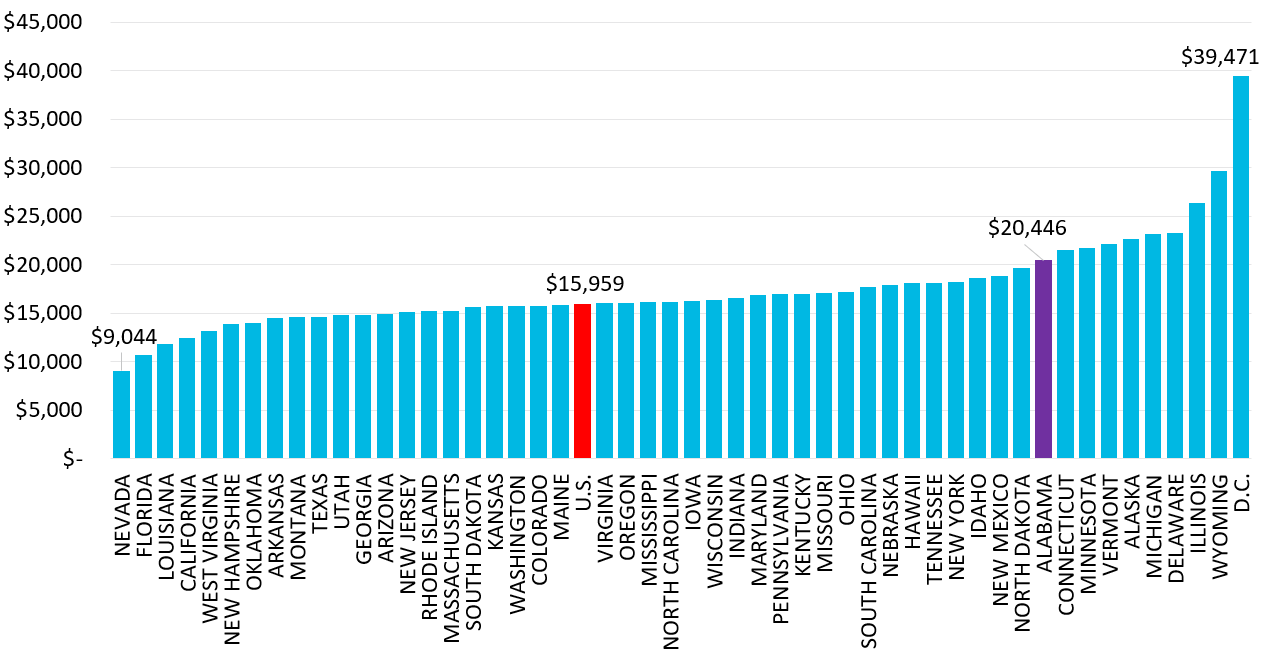 $45,000
$40,000
$35,000
$30,000
$25,000
$20,000
$15,000
$10,000
$5,000
$-
$9,044
$15,959
$20,446
$39,471
NEVADA
FLORIDA
LOUISIANA
CALIFORNIA
WEST VIRGINIA
NEW HAMPSHIRE
OKLAHOMA
ARKANSAS
MONTANA
TEXAS
UTAH
GEORGIA
ARIZONA
NEW JERSEY
RHODE ISLAND
MASSACHUSETTS
SOUTH DAKOTA
KANSAS
WASHINGTON
COLORADO
MAINE
U.S.
VIRGINIA
OREGON
MISSISSIPPI
NORTH CAROLINA
IOWA
WISCONSIN
INDIANA
MARYLAND
PENNSYLVANIA
KENTUCKY
MISSOURI
OHIO
SOUTH CAROLINA
NEBRASKA
HAWAII
TENNESSEE
NEW YORK
IDAHO
NEW MEXICO
NORTH DAKOTA
ALABAMA
CONNECTICUT
MINNESOTA
VERMONT
ALASKA
MICHIGAN
DELAWARE
ILLINOIS
WYOMING
D.C.